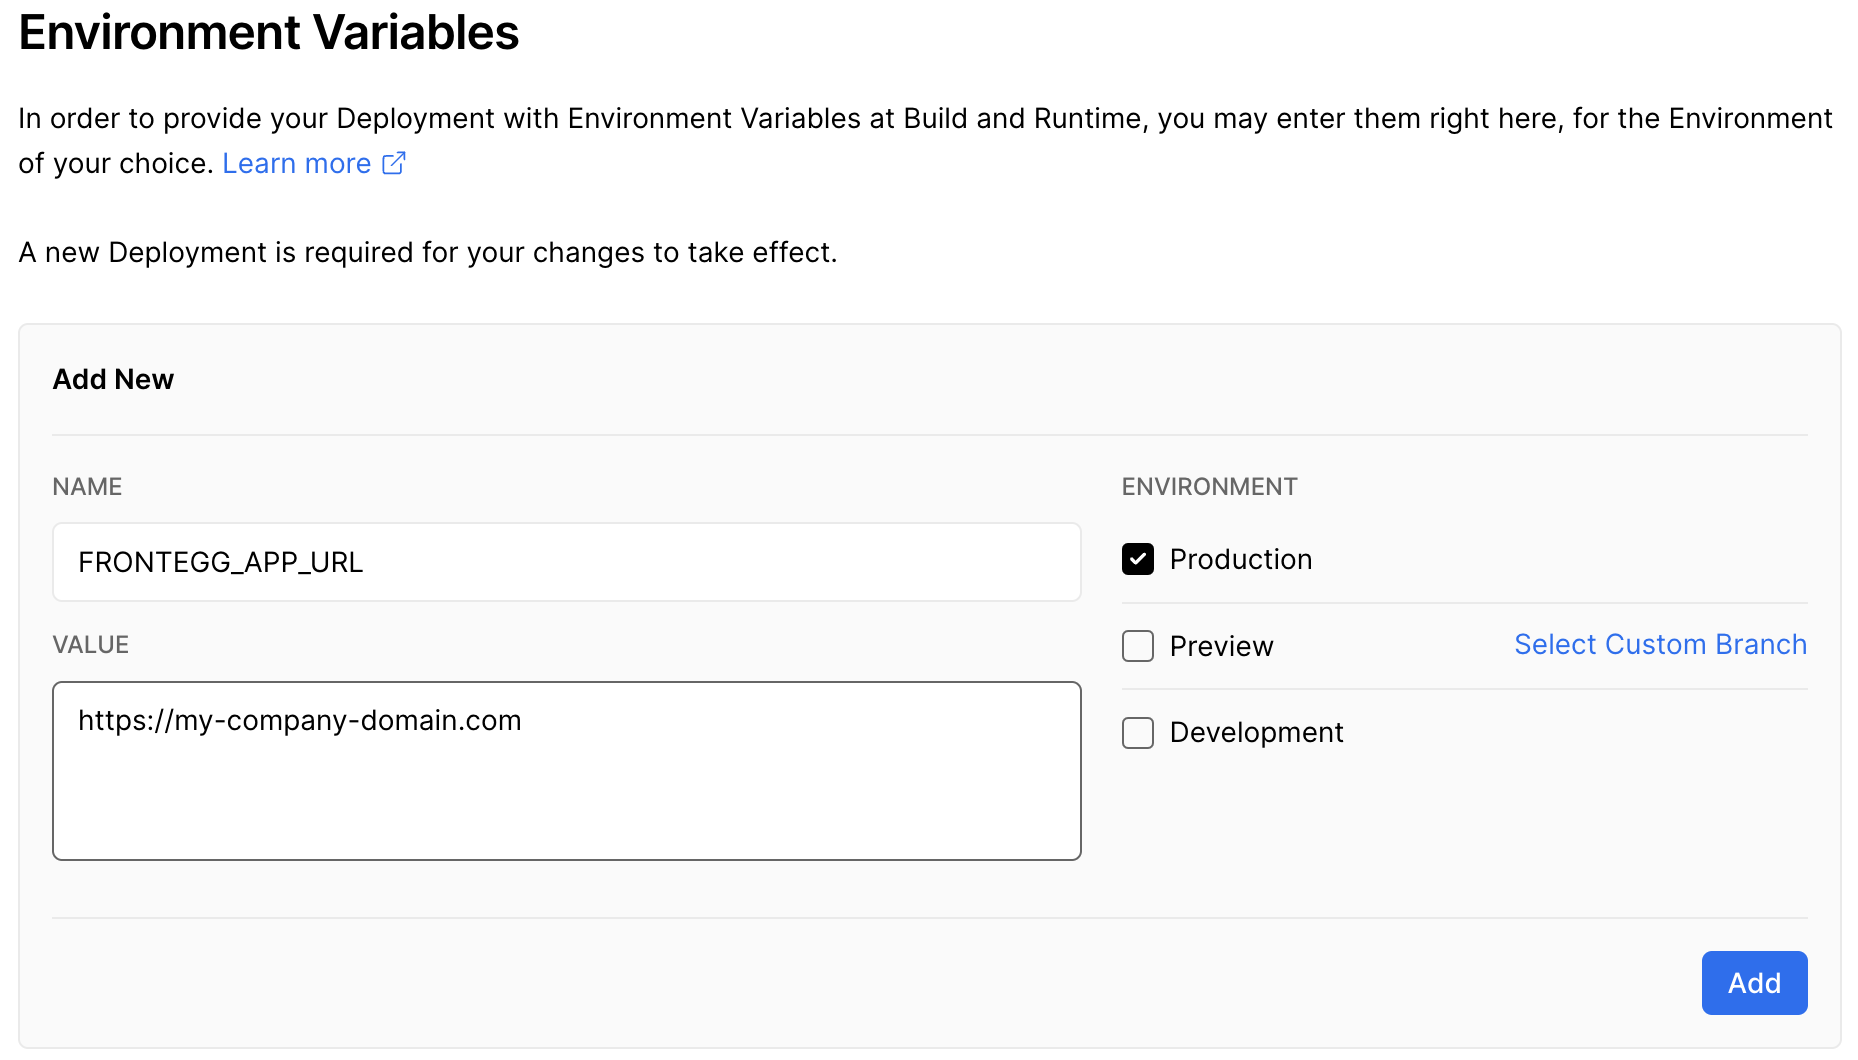 Environment Variables
In order to provide your Deployment with Environment Variables at Build and Runtime, you may enter them right here, for the Environment
of your choice. Learn more
A new Deployment is required for your changes to take effect.
Add New
NAME
FRONTEGG_APP_URL
VALUE
https://my-company-domain.com
ENVIRONMENT
Production
Preview
Select Custom Branch
Development
Add